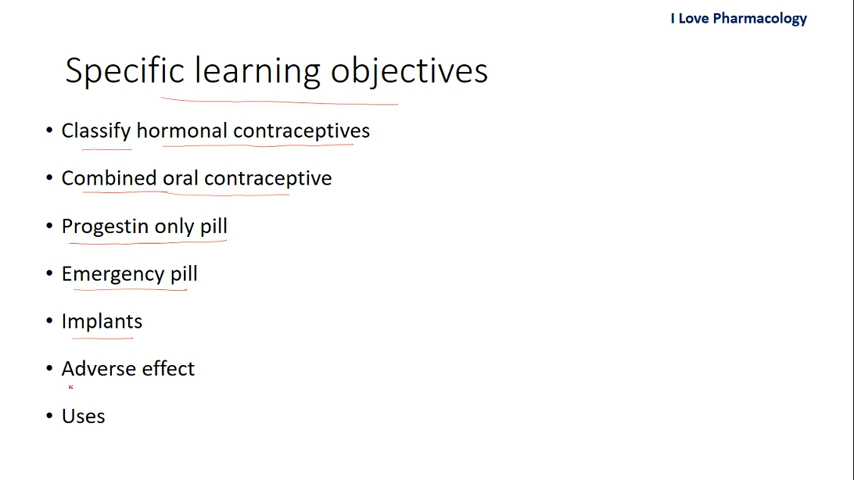 I Love Pharmacology
Specific learning objectives
• Classify hormonal contraceptives
• Combined oral contraceptive
• Progestin only pill
• Emergency pill
• Implants
• Adverse effect
• Uses